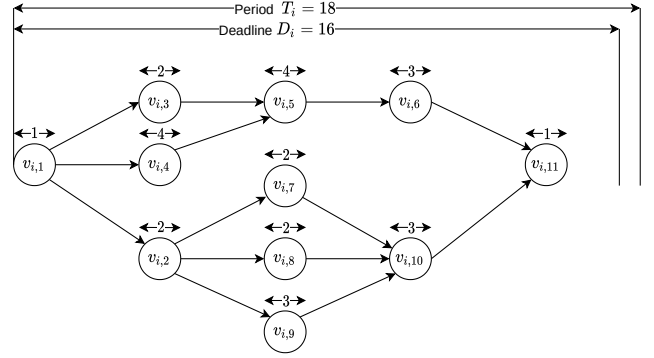 Period T_i = 18
Deadline D_i = 16
2
4
3
v_{i,3}
v_{i,5}
v_{i,6}
1
4
1
v_{i,1}
v_{i,4}
v_{i,11}
2
v_{i,7}
2
2
3
v_{i,2}
v_{i,8}
v_{i,10}
3
v_{i,9}